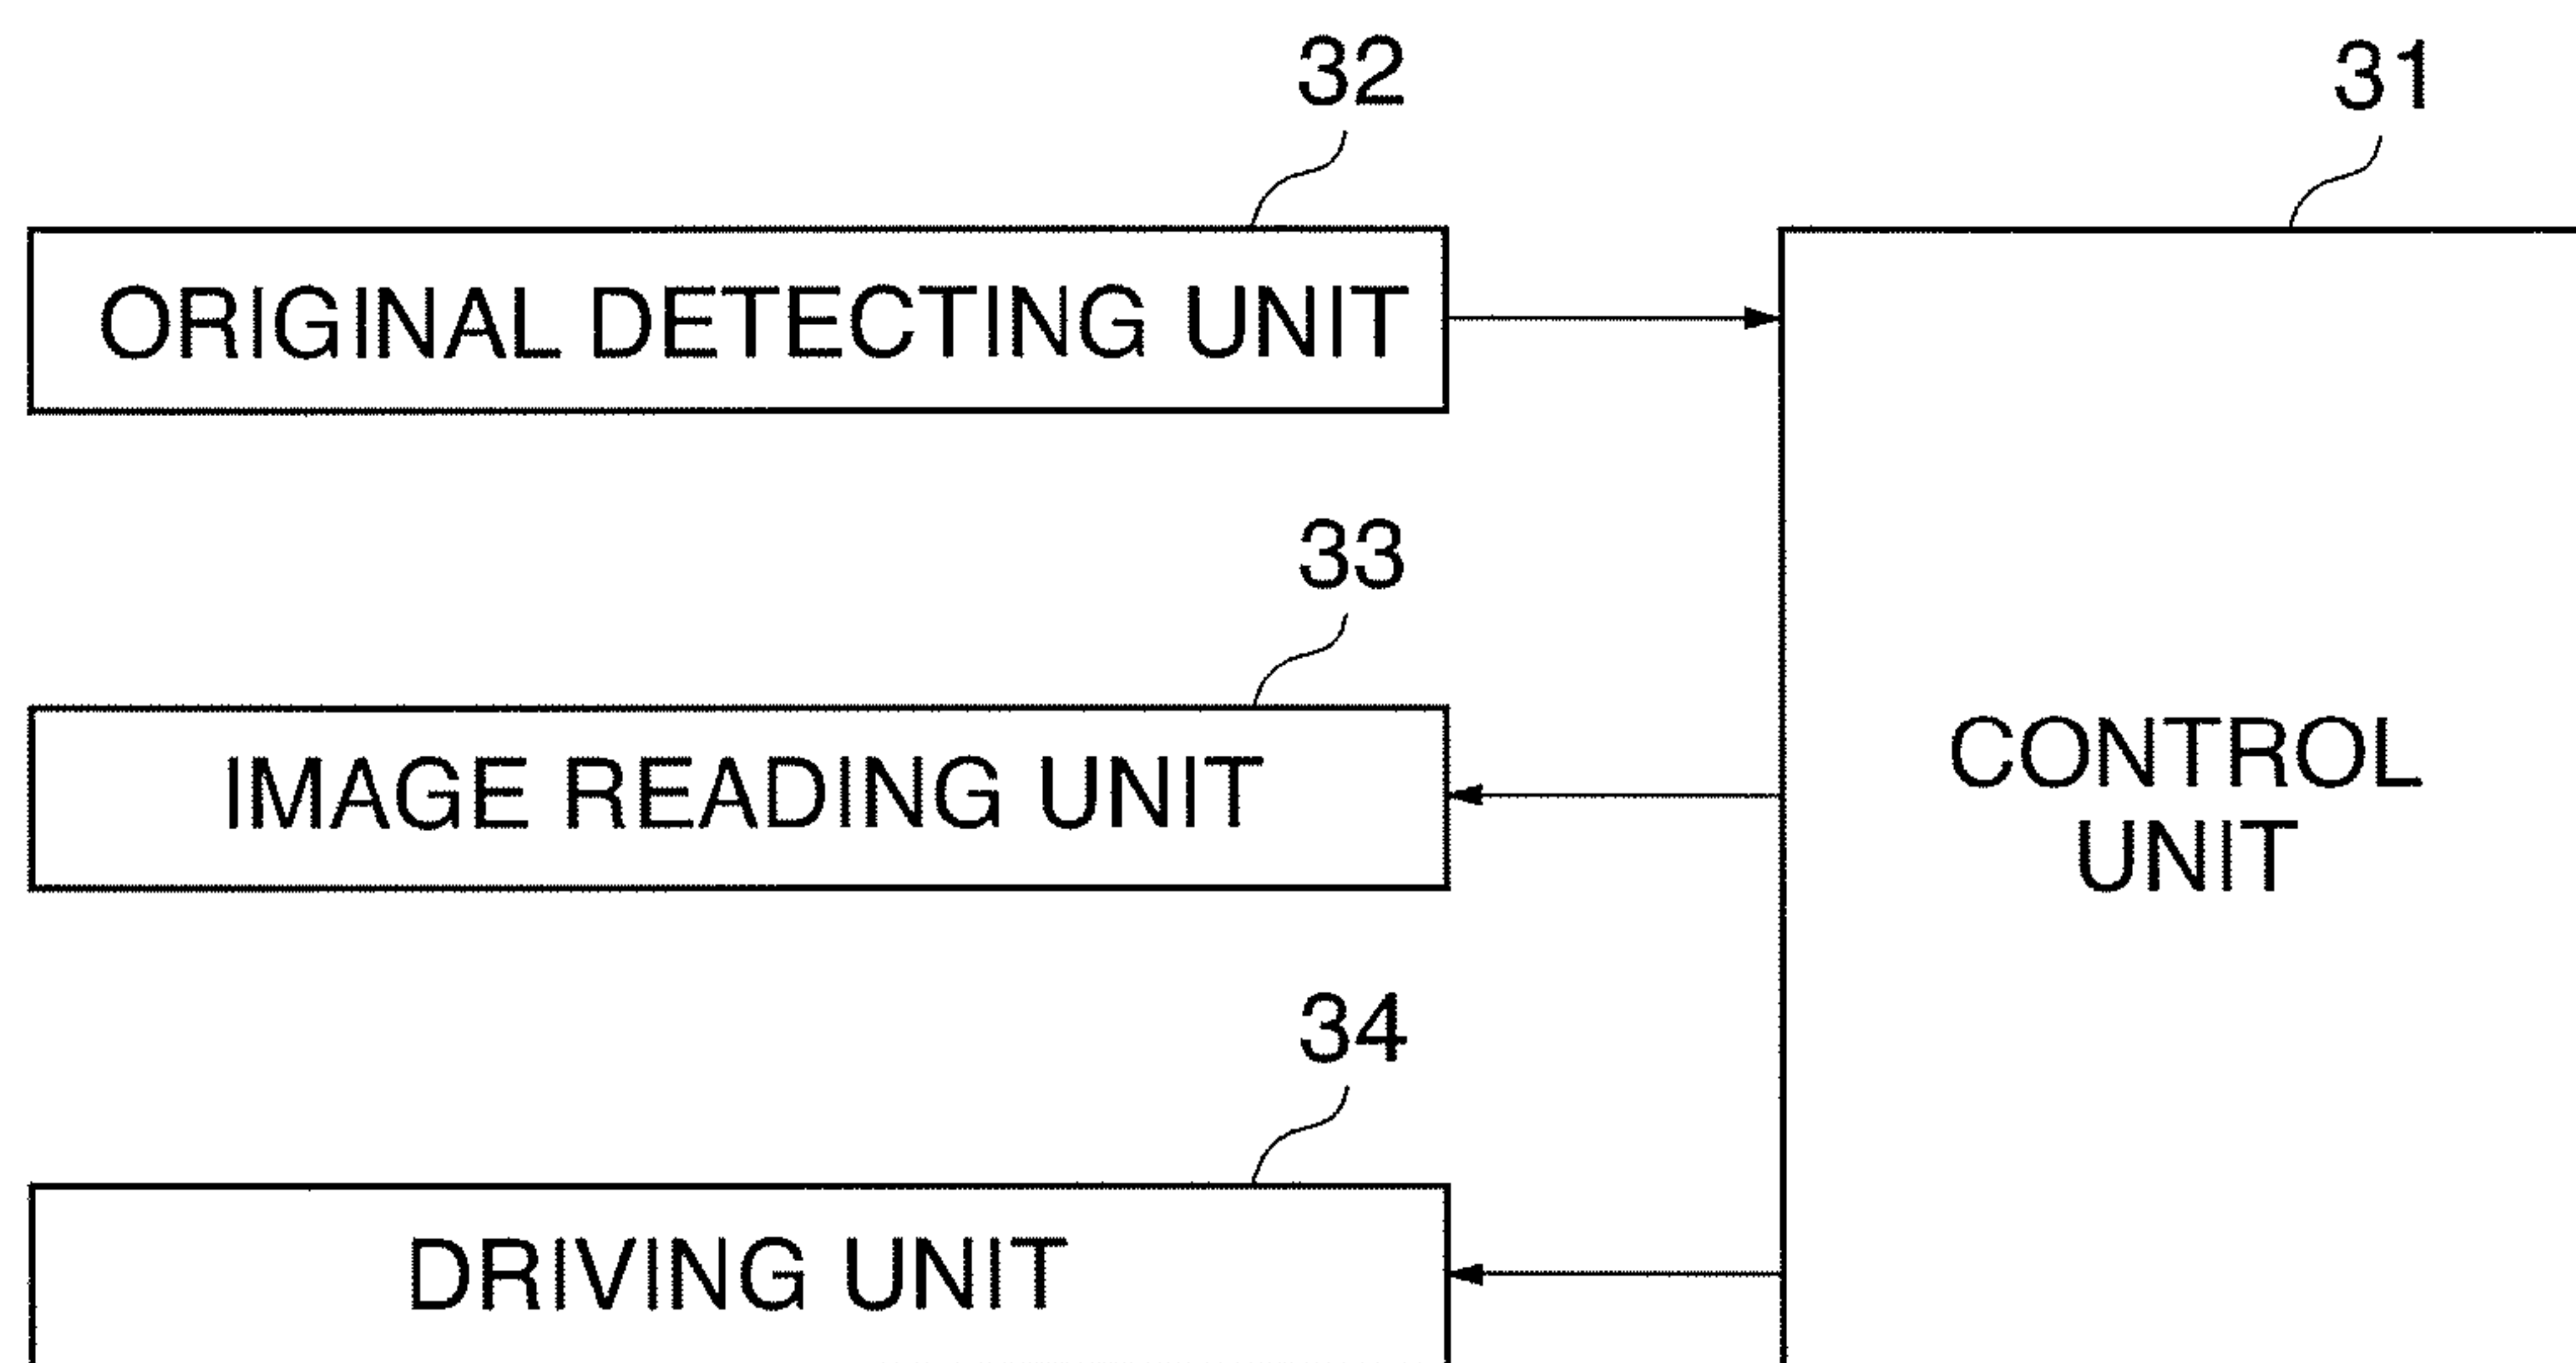 32
31
ORIGINAL DETECTING UNIT
33
IMAGE READING UNIT
CONTROL
UNIT
34
DRIVING UNIT